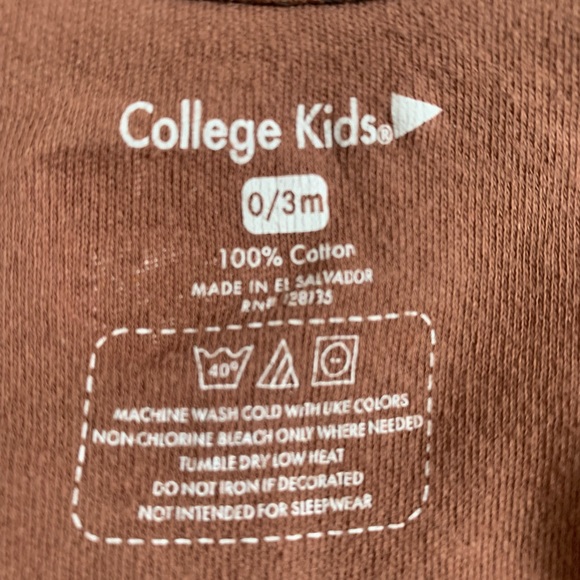 College Kids®
0/3m
100% Cotton
MADE IN EL SALVADOR
RN# 128135
40°
MACHINE WASH COLD WITH LIKE COLORS
NON-CHLORINE BLEACH ONLY WHERE NEEDED
TUMBLE DRY LOW HEAT
DO NOT IRON IF DECORATED
NOT INTENDED FOR SLEEPWEAR